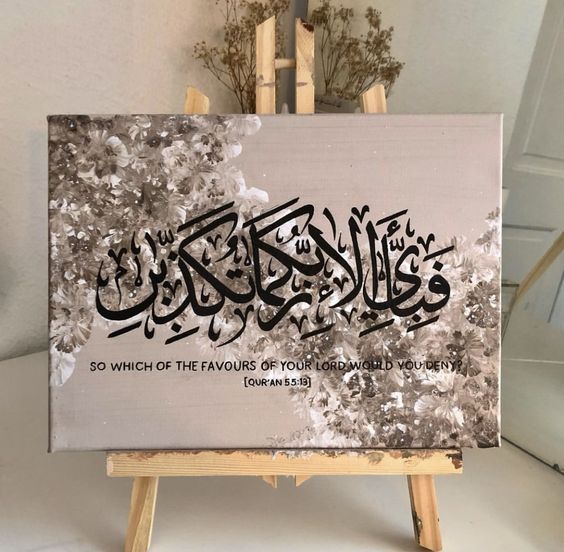 فَبِأَيِّ آلَاءِ رَبِّكُمَا تُكَذِّبَانِ
SO WHICH OF THE FAVOURS OF YOUR LORD WOULD YOU DENY?
[QUR'AN 55:13]